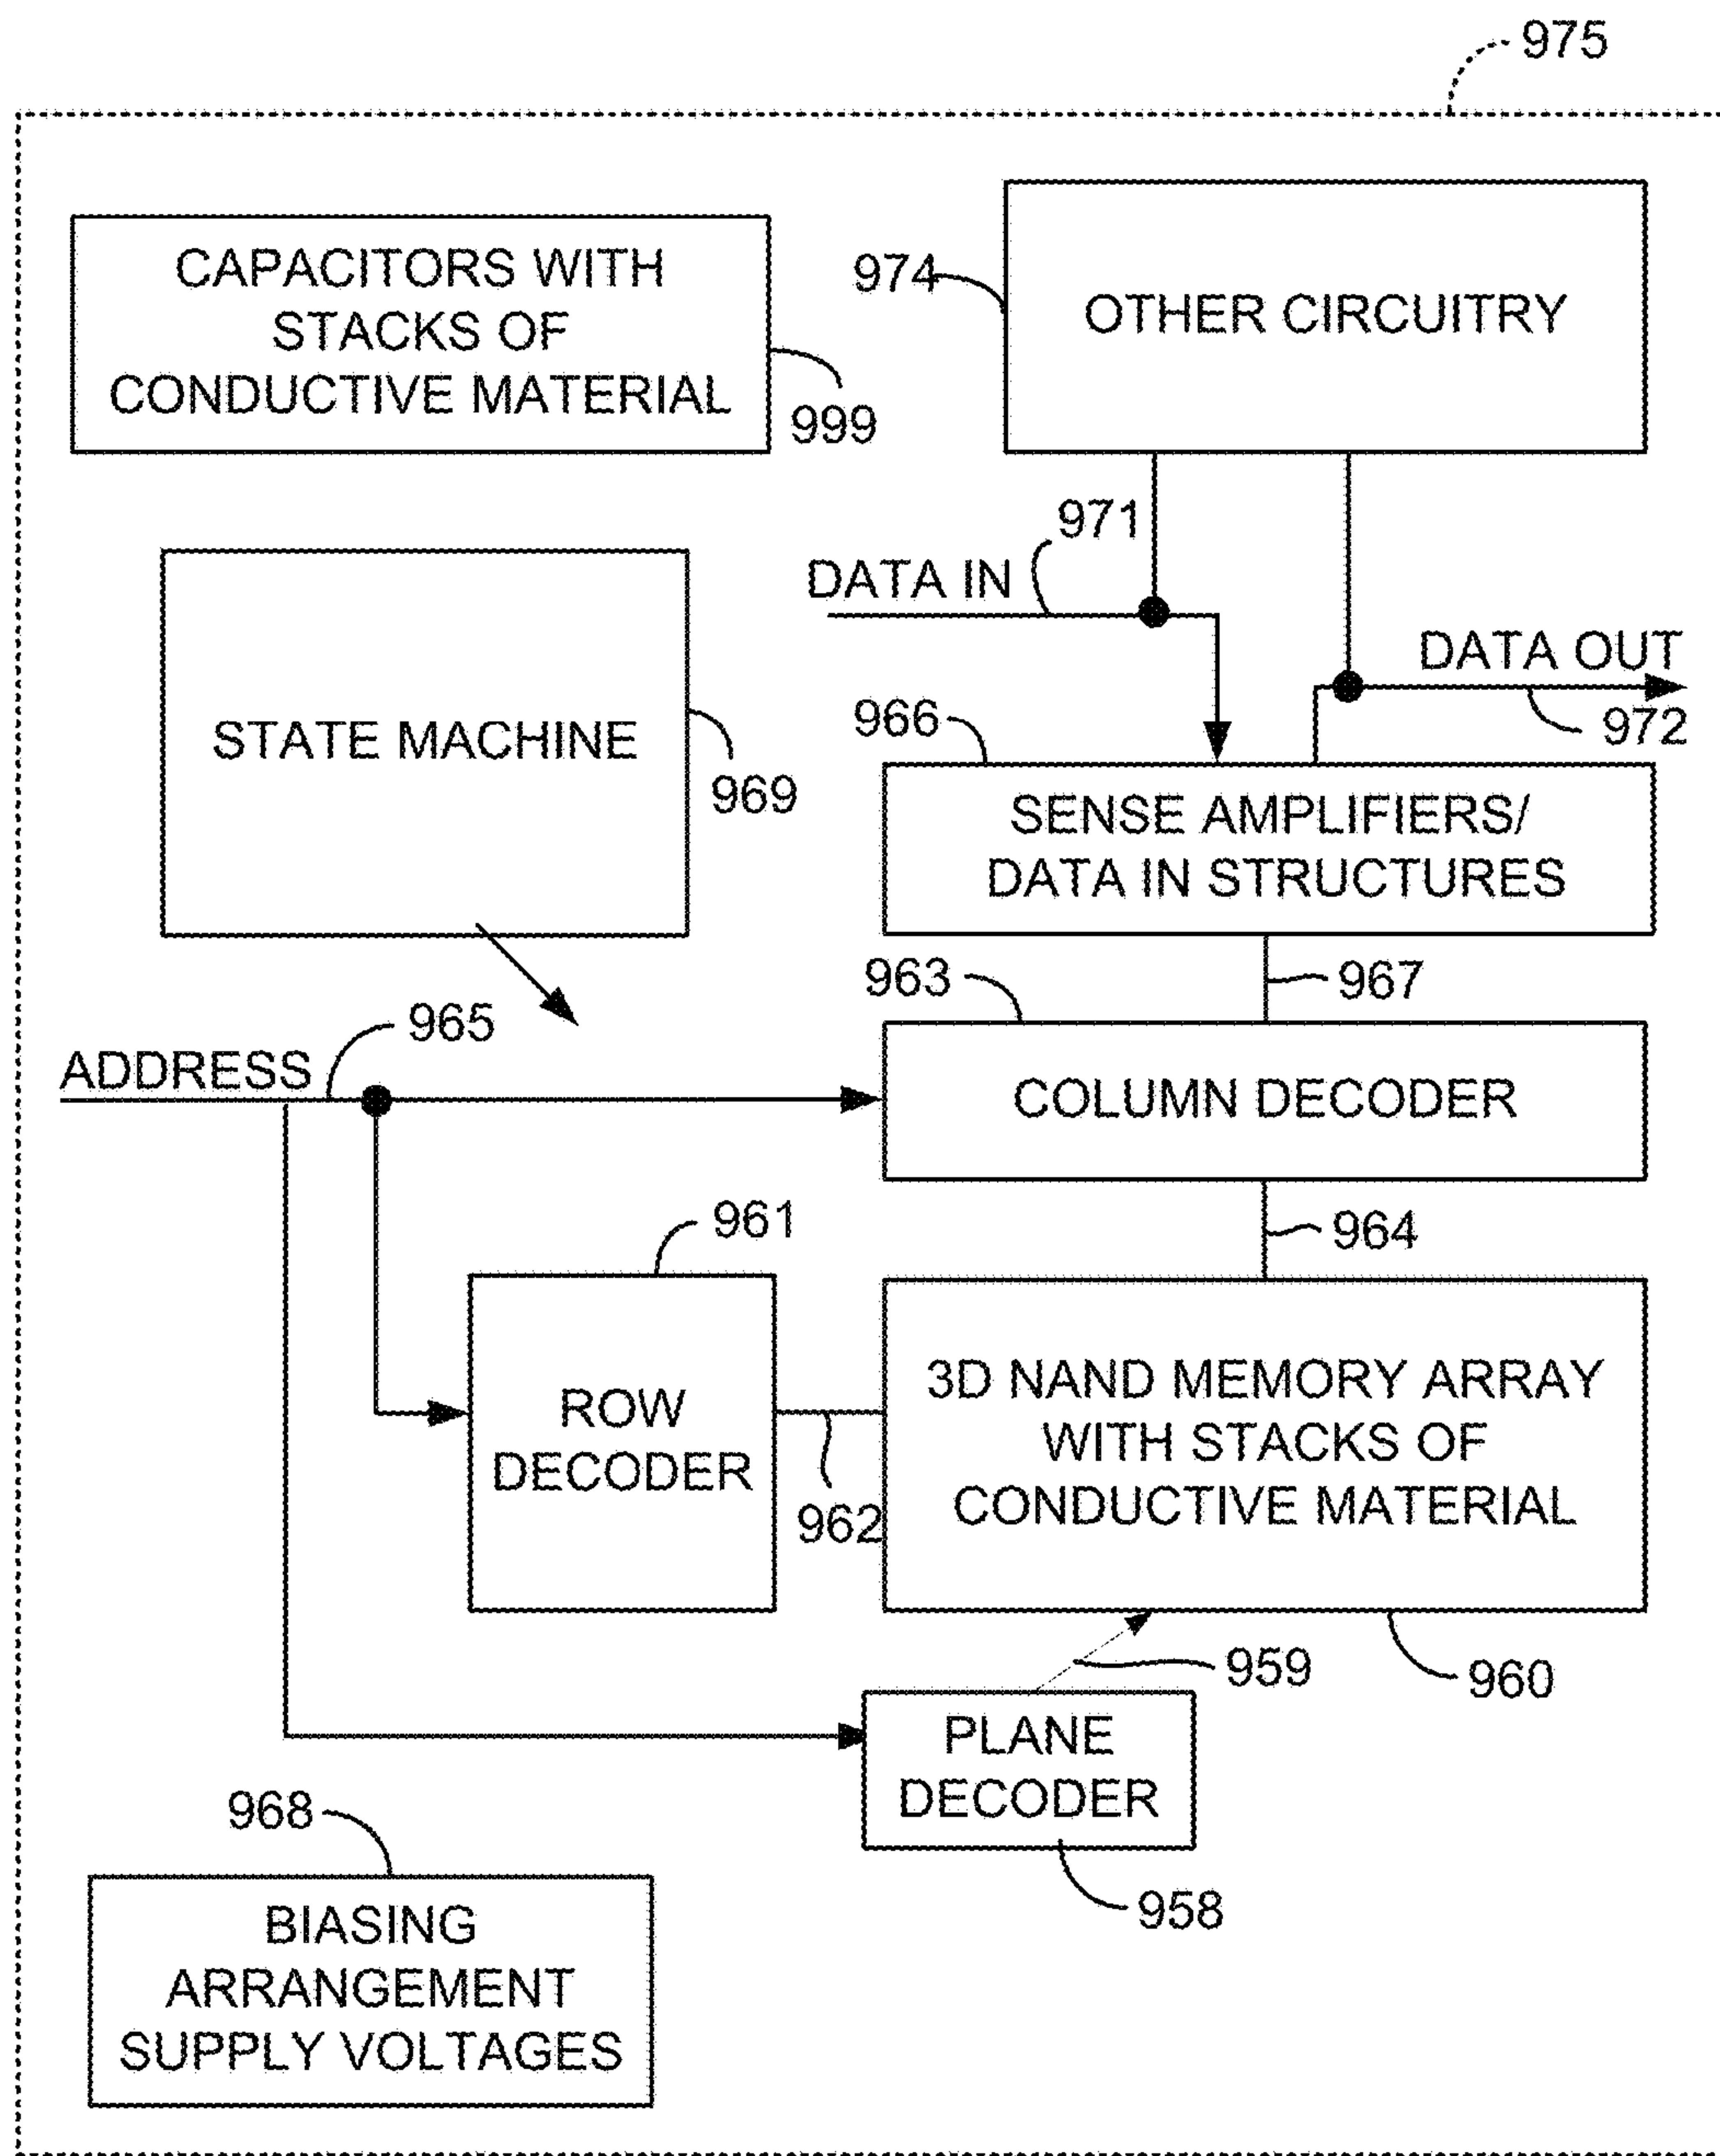 975
CAPACITORS WITH
STACKS OF
CONDUCTIVE MATERIAL
999
974
OTHER CIRCUITRY
971
DATA IN
DATA OUT
972
STATE MACHINE
969
966
SENSE AMPLIFIERS/
DATA IN STRUCTURES
967
963
965
ADDRESS
COLUMN DECODER
964
961
ROW
DECODER
962
3D NAND MEMORY ARRAY
WITH STACKS OF
CONDUCTIVE MATERIAL
959
960
PLANE
DECODER
958
968
BIASING
ARRANGEMENT
SUPPLY VOLTAGES